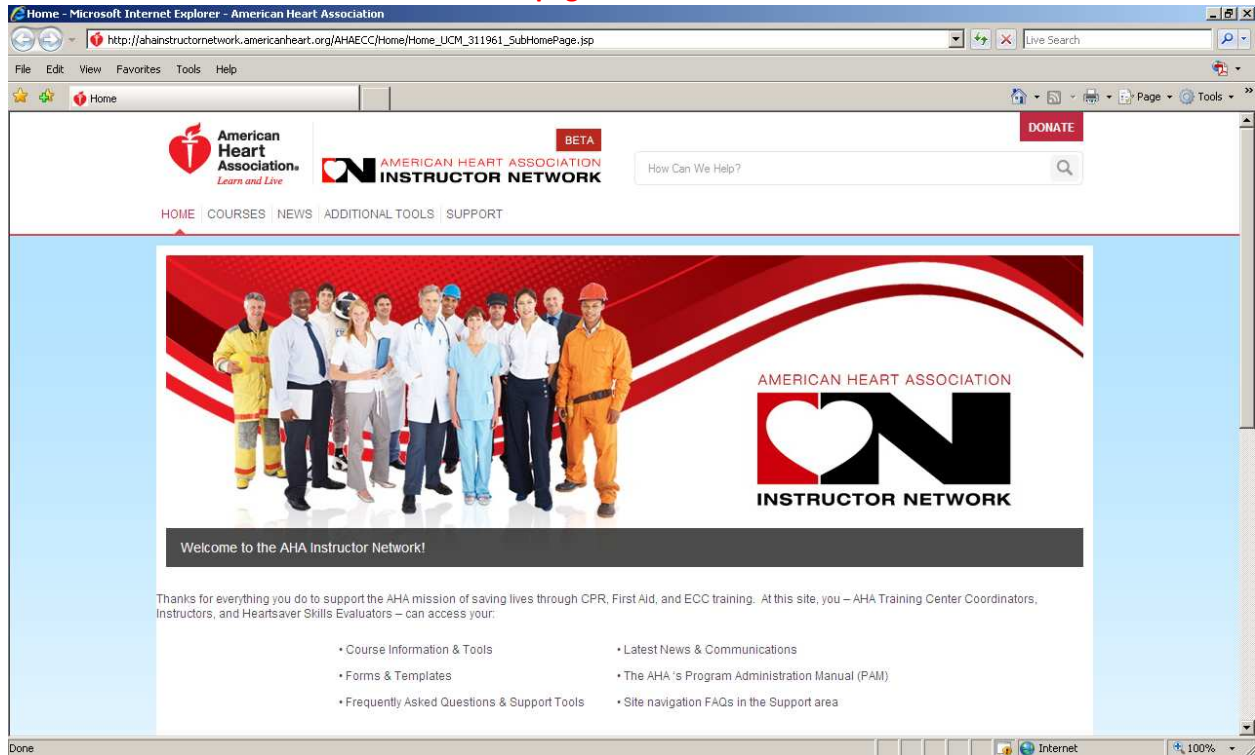 Home - Microsoft Internet Explorer - American Heart Association
http://ahainstructornetwork.americanheart.org/AHAECC/Home/Home_UCM_311961_SubHomePage.jsp
Live Search
File Edit View Favorites Tools Help
Home
Page Tools
DONATE
American
Heart
Association®
Learn and Live
BETA
AMERICAN HEART ASSOCIATION
INSTRUCTOR NETWORK
How Can We Help?
HOME COURSES NEWS ADDITIONAL TOOLS SUPPORT
AMERICAN HEART ASSOCIATION
N
INSTRUCTOR NETWORK
Welcome to the AHA Instructor Network!
Thanks for everything you do to support the AHA mission of saving lives through CPR, First Aid, and ECC training. At this site, you – AHA Training Center Coordinators,
Instructors, and Heartsaver Skills Evaluators – can access your:
• Course Information & Tools
• Latest News & Communications
• Forms & Templates
• The AHA 's Program Administration Manual (PAM)
• Frequently Asked Questions & Support Tools
• Site navigation FAQs in the Support area
Done
Internet
100%